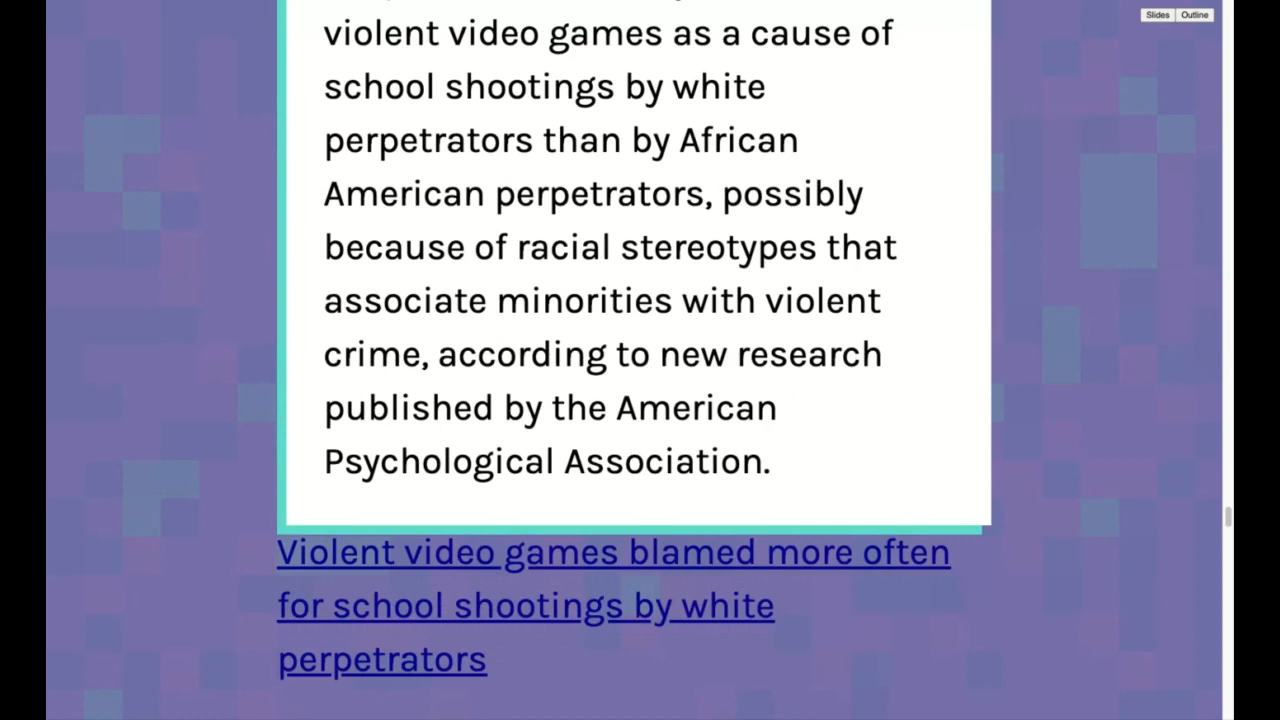 Slides Outline
violent video games as a cause of
school shootings by white
perpetrators than by African
American perpetrators, possibly
because of racial stereotypes that
associate minorities with violent
crime, according to new research
published by the American
Psychological Association.
Violent video games blamed more often
for school shootings by white
perpetrators